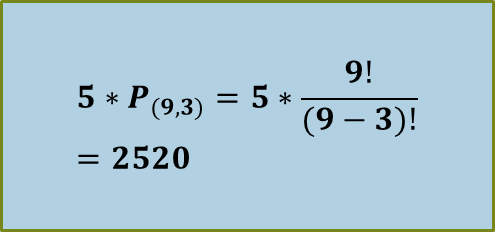 5 * P(9,3) = 5 * 9!/(9 − 3)!
= 2520